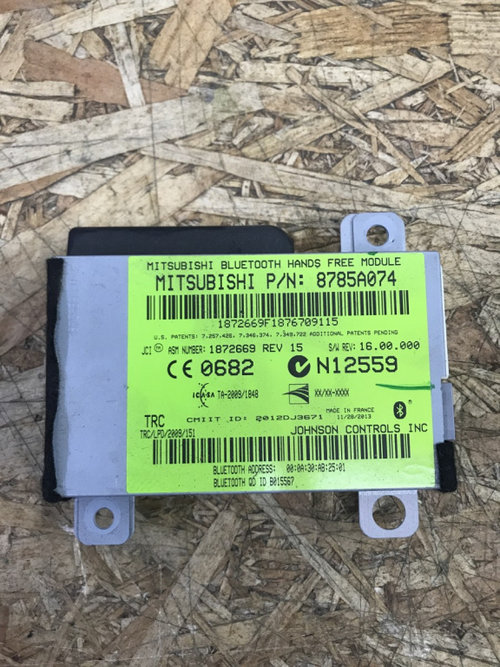 MITSUBISHI BLUETOOTH HANDS FREE MODULE
MITSUBISHI P/N: 8785A074
1872669F1876709115
U.S. PATENTS: 7,257,426, 7,346,374, 7,349,722 ADDITIONAL PATENTS PENDING
JCI TM ASM NUMBER: 1872669 REV 15 S/W REV: 16.00.000
CE 0682 N12559
ICASA TA-2009/1848 XX/XX-XXXX
TRC CMIIT ID: 2012DJ3671 MADE IN FRANCE
11/28/2013
TRC/LPD/2009/151 JOHNSON CONTROLS INC
BLUETOOTH ADDRESS: 00:0A:30:AB:25:01
BLUETOOTH QD ID B015567